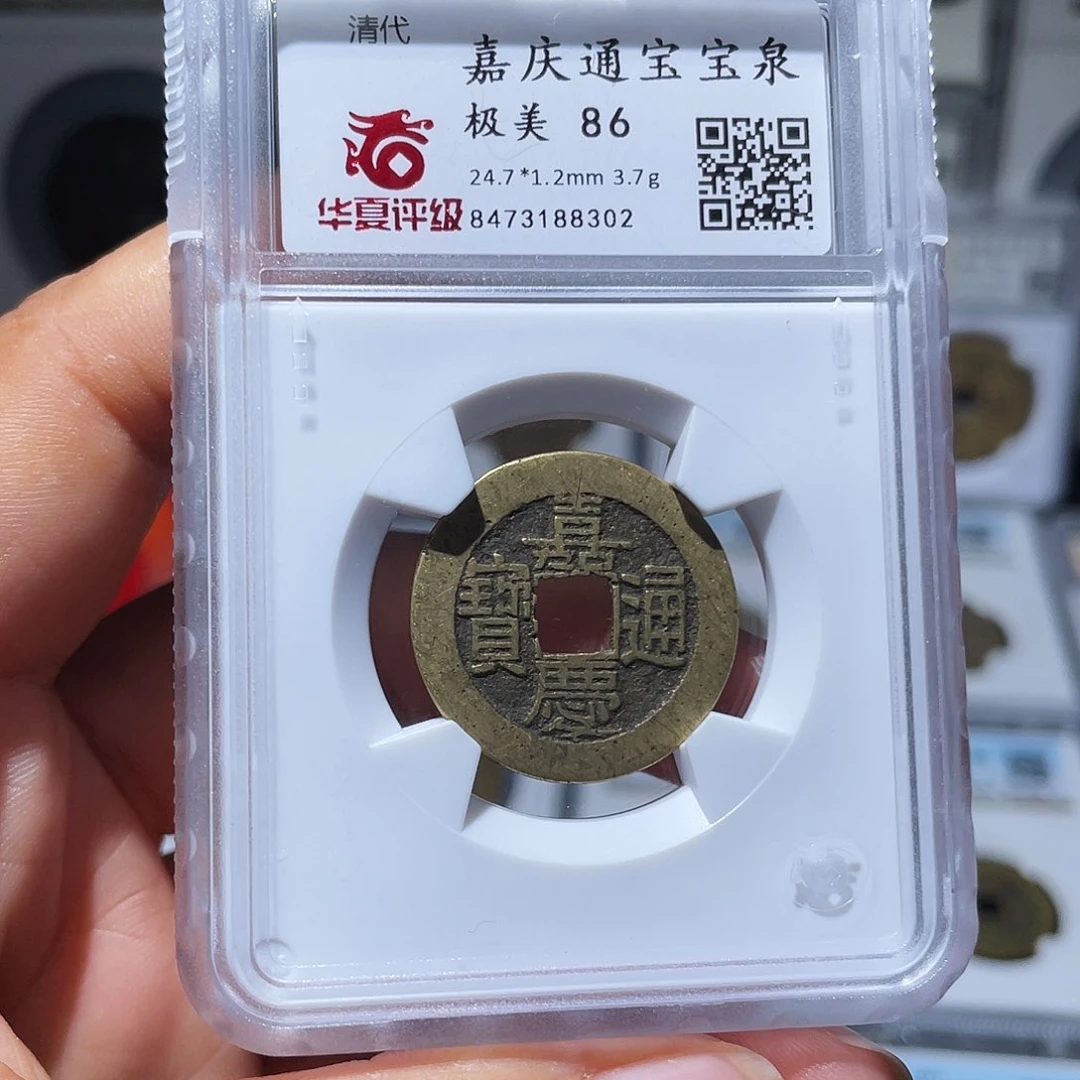 清代
嘉庆通宝宝泉
极美 86
24.7*1.2mm 3.7g
华夏评级
8473188302
嘉慶通寶